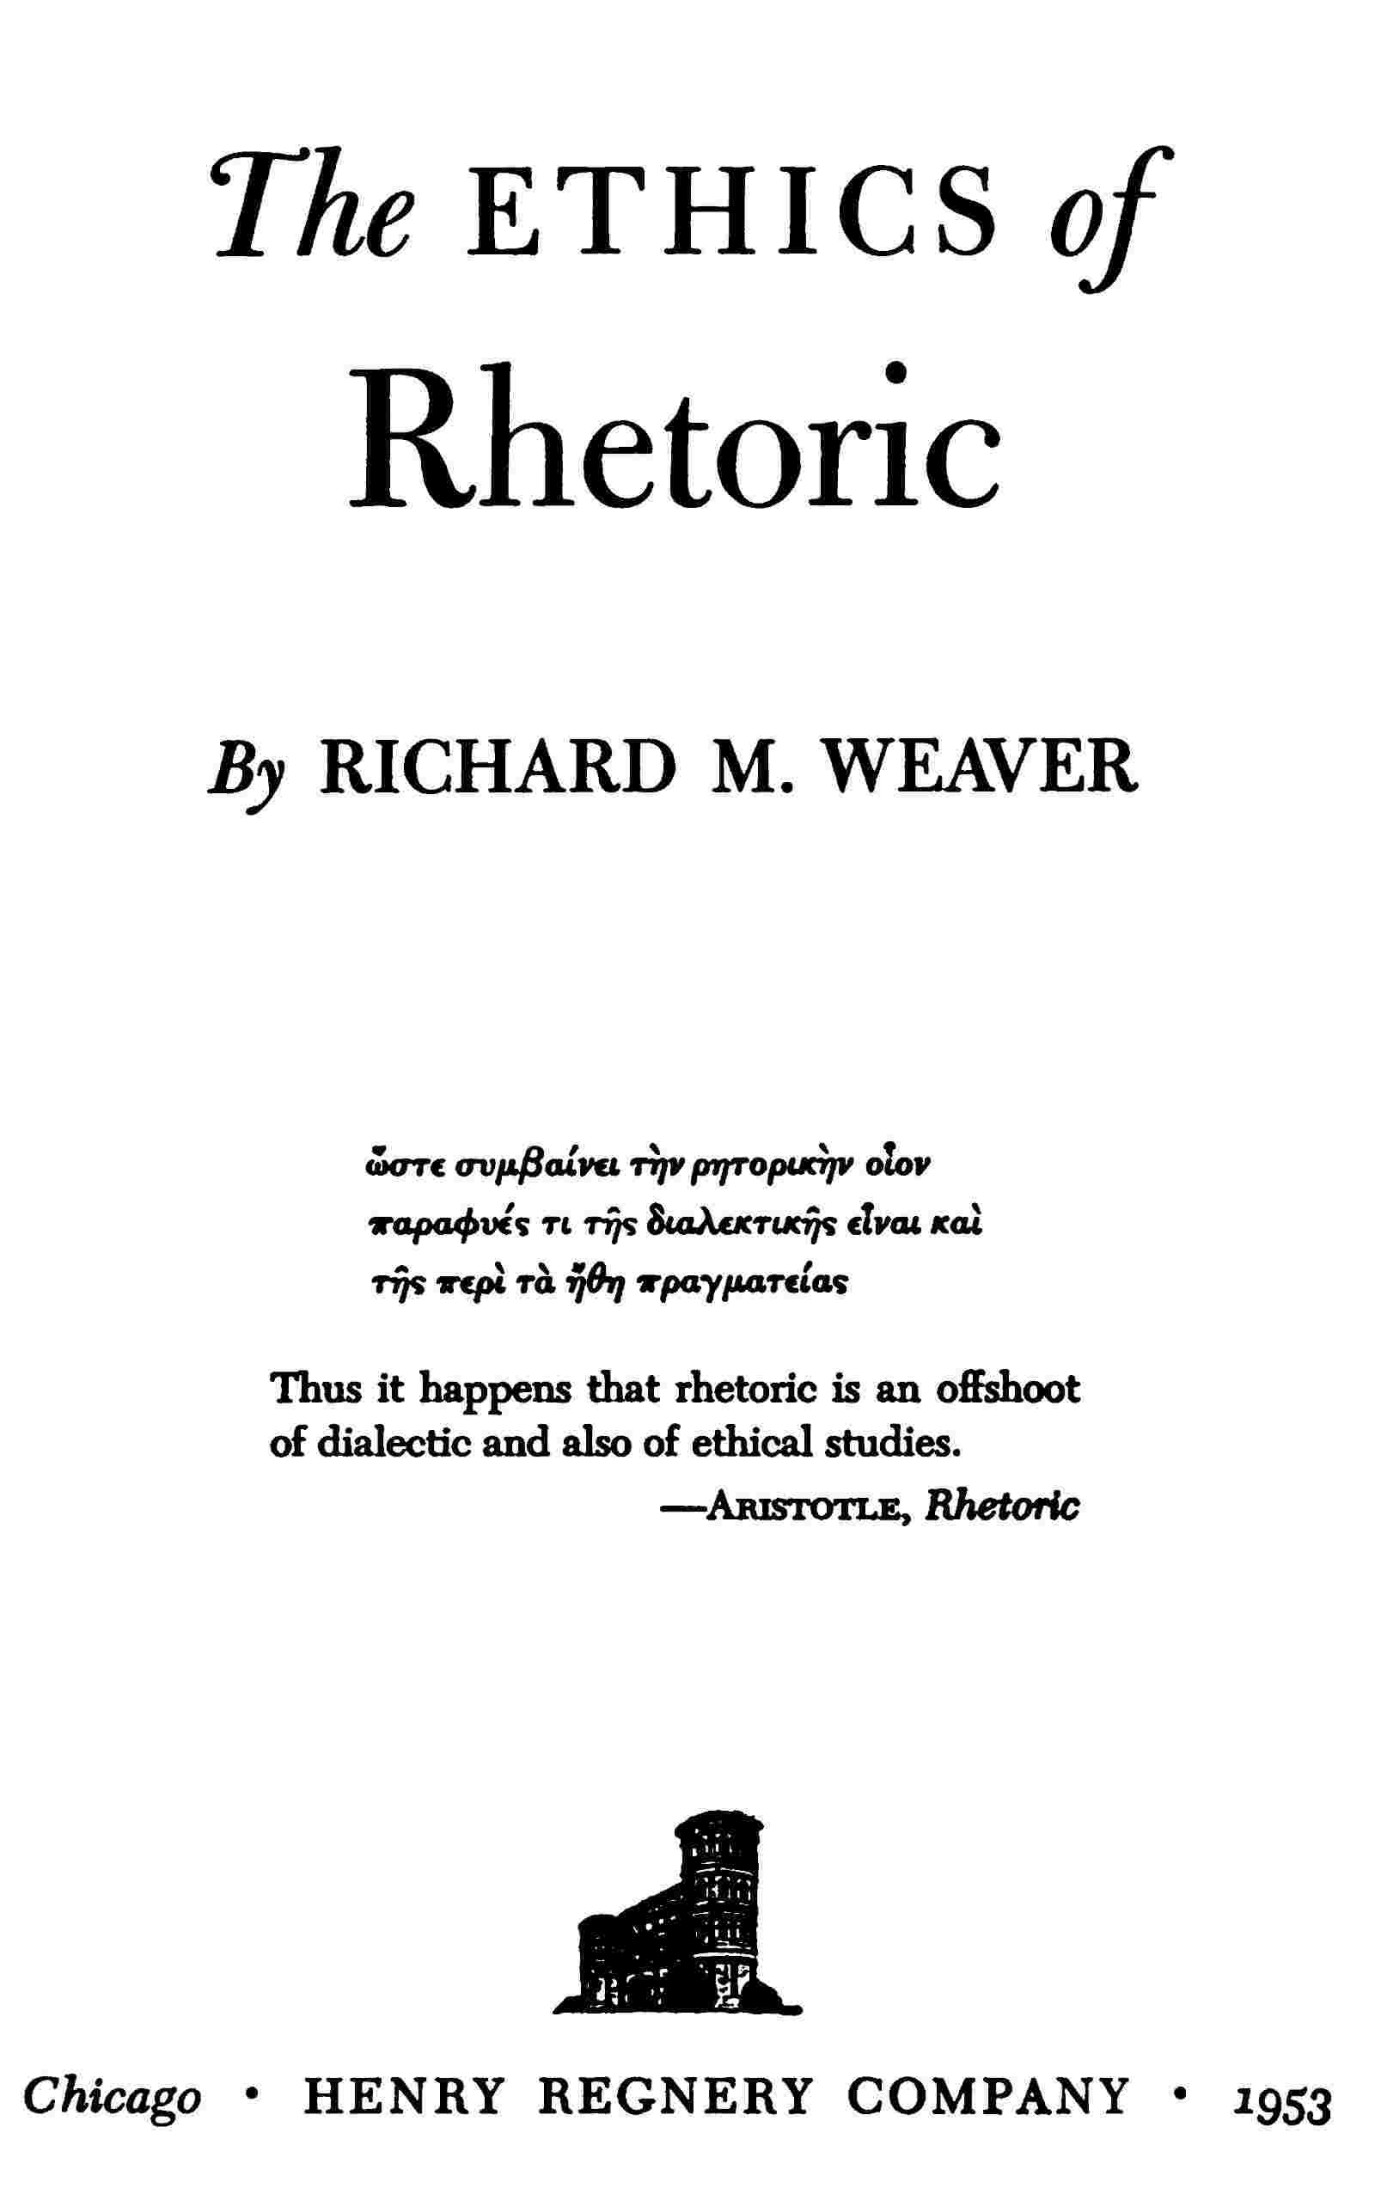 The ETHICS of
Rhetoric
By RICHARD M. WEAVER
ὥστε συμβαίνει τὴν ρητορικὴν οἷον
παραφυές τι τῆς διαλεκτικῆς εἶναι καὶ
τῆς περὶ τὰ ἤθη πραγματείας
Thus it happens that rhetoric is an offshoot
of dialectic and also of ethical studies.
—ARISTOTLE, Rhetoric
Chicago • HENRY REGNERY COMPANY • 1953